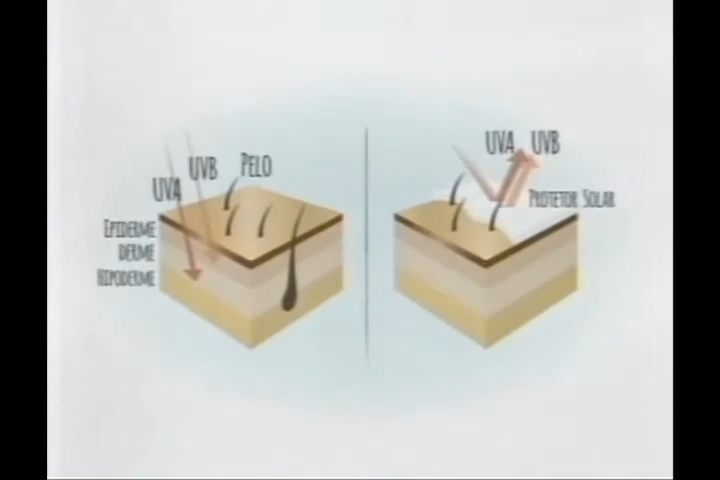 UVA
UVB
PELO
EPIDERME
DERME
HIPODERME
UVA UVB
PROTETOR SOLAR